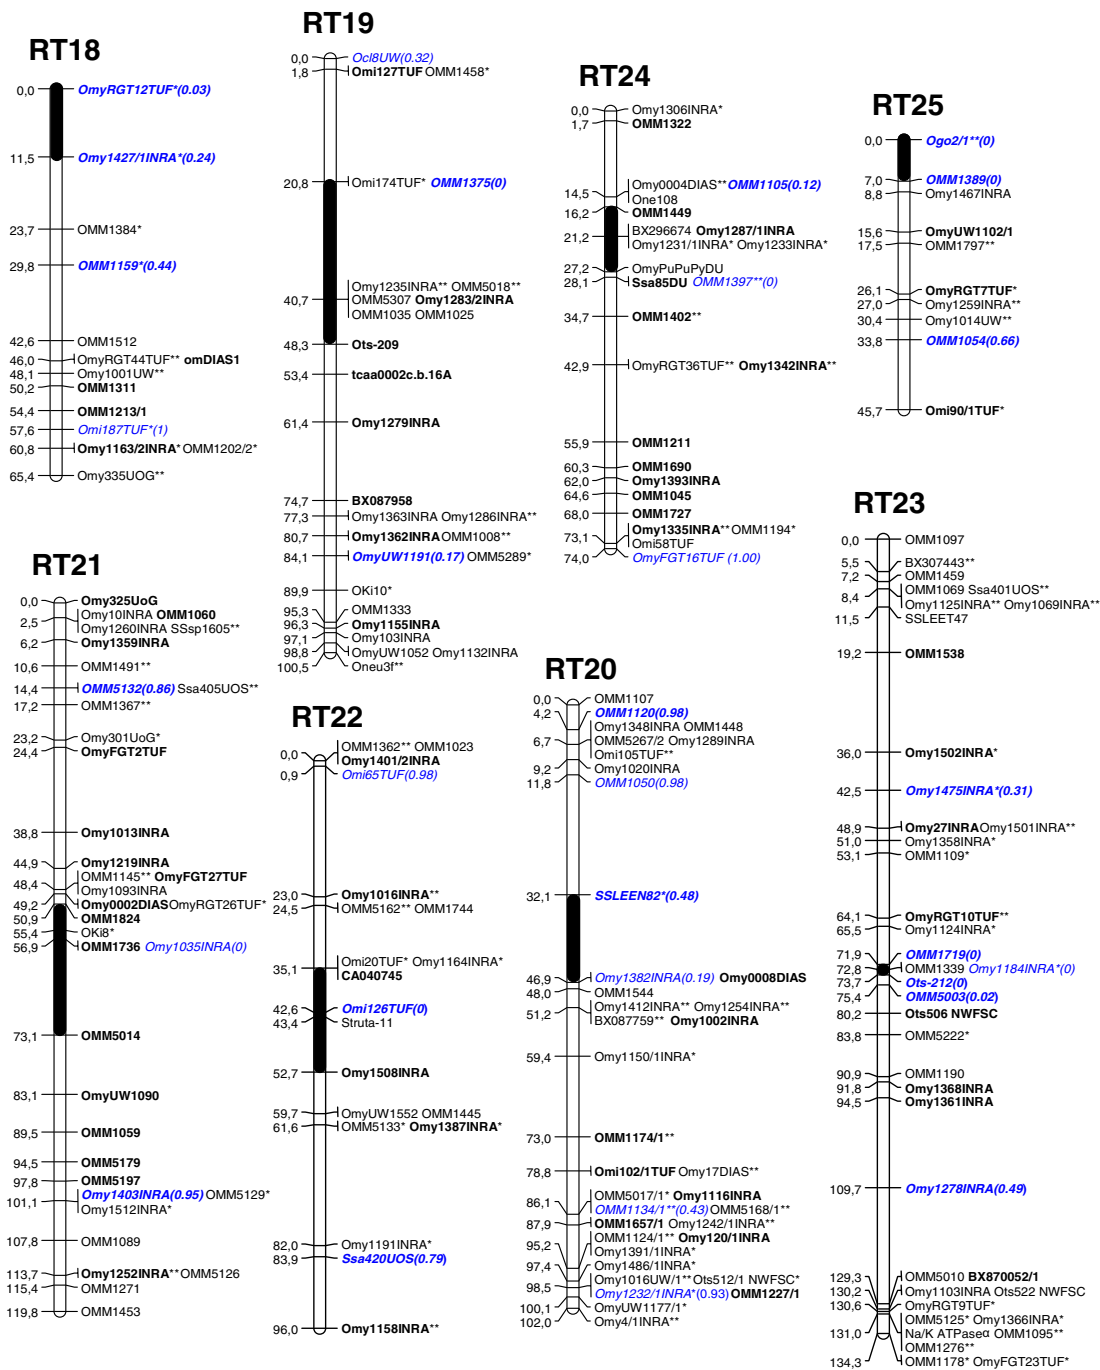 RT18
0,0 OmyRGT12TUF*(0.03)
11,5 Omy1427/1INRA*(0.24)
23,7 OMM1384*
29,8 OMM1159*(0.44)
42,6 OMM1512
46,0 OmyRGT44TUF** omDIAS1
48,1 Omy1001UW**
50,2 OMM1311
54,4 OMM1213/1
57,6 Omi187TUF*(1)
60,8 Omy1163/2INRA* OMM1202/2*
65,4 Omy335UOG**
RT19
0,0 Ocl8UW(0.32)
1,8 Omi127TUF OMM1458*
20,8 Omi174TUF* OMM1375(0)
Omy1235INRA** OMM5018**
40,7 OMM5307 Omy1283/2INRA
OMM1035 OMM1025
48,3 Ots-209
53,4 tcaa0002c.b.16A
61,4 Omy1279INRA
74,7 BX087958
77,3 Omy1363INRA Omy1286INRA**
80,7 Omy1362INRA OMM1008**
84,1 OmyUW1191(0.17) OMM5289*
89,9 OKi10*
95,3 OMM1333
96,3 Omy1155INRA
97,1 Omy103INRA
98,8 OmyUW1052 Omy1132INRA
100,5 Oneu3f**
RT24
0,0 Omy1306INRA*
1,7 OMM1322
Omy0004DIAS** OMM1105(0.12)
14,5 One108
16,2 OMM1449
21,2 BX296674 Omy1287/1INRA
Omy1231/1INRA* Omy1233INRA*
27,2 OmyPuPuPyDU
28,1 Ssa85DU OMM1397**(0)
34,7 OMM1402**
42,9 OmyRGT36TUF** Omy1342INRA**
55,9 OMM1211
60,3 OMM1690
62,0 Omy1393INRA
64,6 OMM1045
68,0 OMM1727
73,1 Omy1335INRA** OMM1194*
Omi58TUF
74,0 OmyFGT16TUF (1.00)
RT25
0,0 Ogo2/1**(0)
7,0 OMM1389(0)
8,8 Omy1467INRA
15,6 OmyUW1102/1
17,5 OMM1797**
26,1 OmyRGT7TUF*
27,0 Omy1259INRA**
30,4 Omy1014UW**
33,8 OMM1054(0.66)
45,7 Omi90/1TUF*
RT21
0,0 Omy325UoG
2,5 Omy10INRA OMM1060
Omy1260INRA SSsp1605**
6,2 Omy1359INRA
10,6 OMM1491**
14,4 OMM5132(0.86) Ssa405UOS**
17,2 OMM1367**
23,2 Omy301UoG*
24,4 OmyFGT2TUF
38,8 Omy1013INRA
44,9 Omy1219INRA
48,4 OMM1145** OmyFGT27TUF
Omy1093INRA
49,2 Omy0002DIAS OmyRGT26TUF*
50,9 OMM1824
55,4 OKi8*
56,9 OMM1736 Omy1035INRA(0)
73,1 OMM5014
83,1 OmyUW1090
89,5 OMM1059
94,5 OMM5179
97,8 OMM5197
101,1 Omy1403INRA(0.95) OMM5129*
Omy1512INRA*
107,8 OMM1089
113,7 Omy1252INRA** OMM5126
115,4 OMM1271
119,8 OMM1453
RT22
0,0 OMM1362** OMM1023
Omy1401/2INRA
0,9 Omi65TUF(0.98)
23,0 Omy1016INRA**
24,5 OMM5162** OMM1744
35,1 Omi20TUF* Omy1164INRA*
CA040745
42,6 Omi126TUF(0)
43,4 Struta-11
52,7 Omy1508INRA
59,7 OmyUW1552 OMM1445
61,6 OMM5133* Omy1387INRA*
82,0 Omy1191INRA*
83,9 Ssa420UOS(0.79)
96,0 Omy1158INRA**
RT20
0,0 OMM1107
4,2 OMM1120(0.98)
Omy1348INRA OMM1448
6,7 OMM5267/2 Omy1289INRA
Omi105TUF**
9,2 Omy1020INRA
11,8 OMM1050(0.98)
32,1 SSLEEN82*(0.48)
46,9 Omy1382INRA(0.19) Omy0008DIAS
48,0 OMM1544
51,2 Omy1412INRA** Omy1254INRA**
BX087759** Omy1002INRA
59,4 Omy1150/1INRA*
73,0 OMM1174/1**
78,8 Omi102/1TUF Omy17DIAS**
86,1 OMM5017/1* Omy1116INRA
OMM1134/1**(0.43) OMM5168/1**
87,9 OMM1657/1 Omy1242/1INRA**
95,2 OMM1124/1** Omy120/1INRA
Omy1391/1INRA*
97,4 Omy1486/1INRA*
98,5 Omy1016UW/1** Ots512/1 NWFSC*
Omy1232/1INRA*(0.93) OMM1227/1
100,1 OmyUW1177/1*
102,0 Omy4/1INRA**
RT23
0,0 OMM1097
5,5 BX307443**
7,2 OMM1459
8,4 OMM1069 Ssa401UOS**
Omy1125INRA** Omy1069INRA**
11,5 SSLEET47
19,2 OMM1538
36,0 Omy1502INRA*
42,5 Omy1475INRA*(0.31)
48,9 Omy27INRA Omy1501INRA**
51,0 Omy1358INRA*
53,1 OMM1109*
64,1 OmyRGT10TUF**
65,5 Omy1124INRA*
71,9 OMM1719(0)
72,8 OMM1339 Omy1184INRA*(0)
73,7 Ots-212(0)
75,4 OMM5003(0.02)
80,2 Ots506 NWFSC
83,8 OMM5222*
90,9 OMM1190
91,8 Omy1368INRA
94,5 Omy1361INRA
109,7 Omy1278INRA(0.49)
129,3 OMM5010 BX870052/1
130,2 Omy1103INRA Ots522 NWFSC
130,6 OmyRGT9TUF*
OMM5125* Omy1366INRA*
131,0 Na/K ATPaseα OMM1095**
OMM1276**
134,3 OMM1178* OmyFGT23TUF*